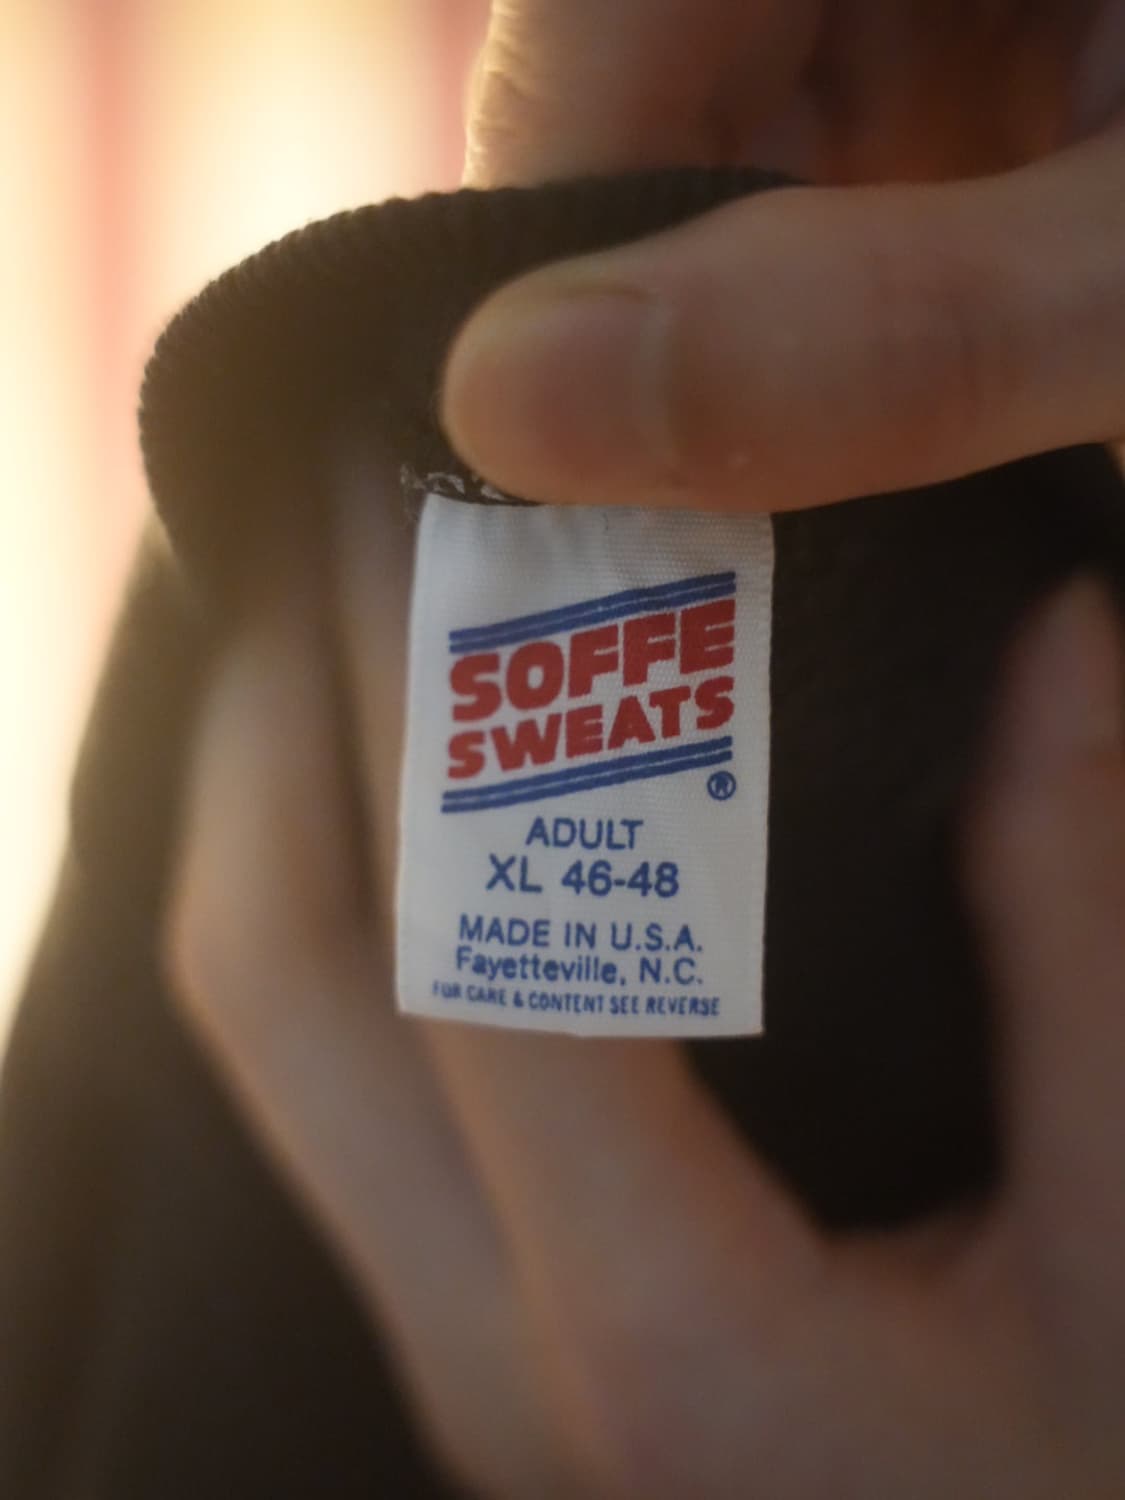 SOFFE
SWEATS
®
ADULT
XL 46-48
MADE IN U.S.A.
Fayetteville, N.C.
FOR CARE & CONTENT SEE REVERSE